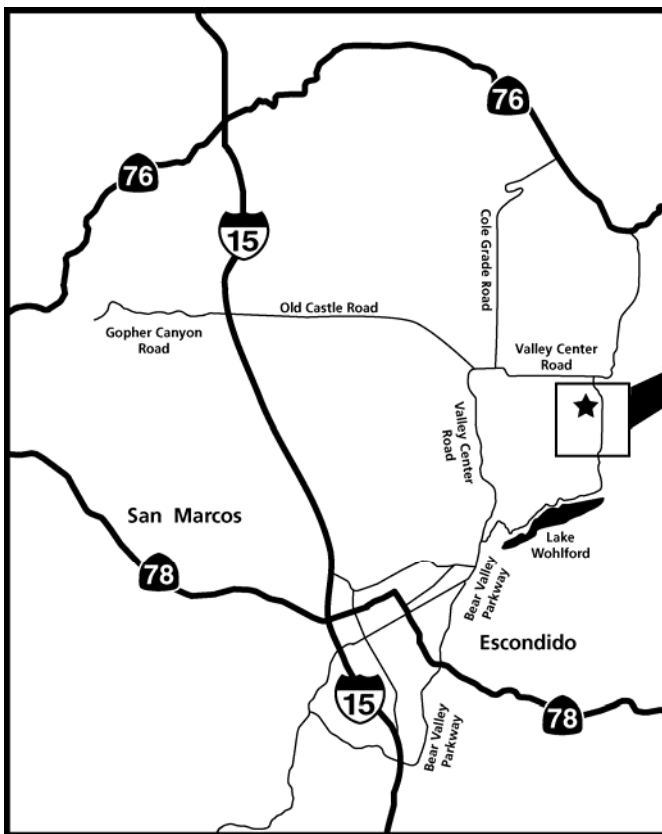 76
76
15
Cole Grade Road
Old Castle Road
Gopher Canyon
Road
Valley Center
Road
Valley Center
Road
San Marcos
Lake
Wohlford
78
Bear Valley
Parkway
Escondido
15
78
Bear Valley
Parkway